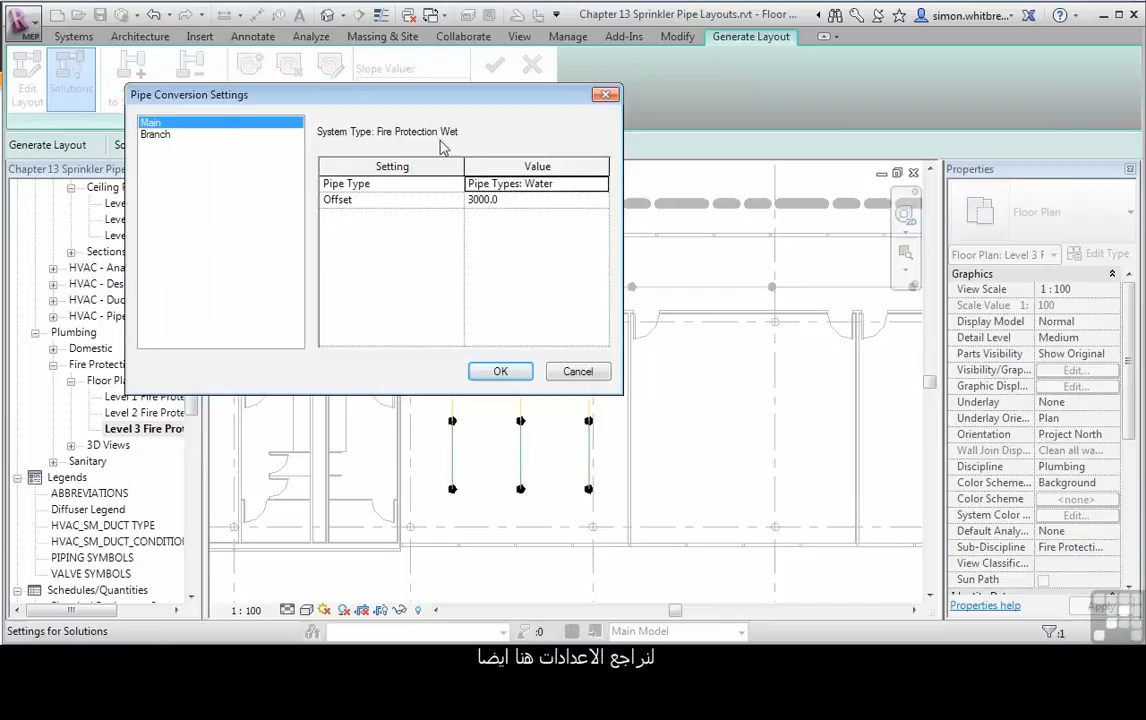 Chapter 13 Sprinkler Pipe Layouts.rvt - Floor ...
simon.whitbre...
MEP
Systems Architecture Insert Annotate Analyze Massing & Site Collaborate View Manage Add-Ins Modify Generate Layout
Edit Layout
Solutions
Slope Value:
Generate Layout
Pipe Conversion Settings
Main
Branch
System Type: Fire Protection Wet
Setting Value
Pipe Type Pipe Types: Water
Offset 3000.0
OK Cancel
Chapter 13 Sprinkler Pip
Ceiling P
Leve
Leve
Leve
Sections
HVAC - Ana
HVAC - Des
HVAC - Duc
HVAC - Pipe
Plumbing
Domestic
Fire Protecti
Floor Pla
Level 1 Fire Prote
Level 2 Fire Prote
Level 3 Fire Prot
3D Views
Sanitary
Legends
ABBREVIATIONS
Diffuser Legend
HVAC_SM_DUCT TYPE
HVAC_SM_DUCT_CONDITIO
PIPING SYMBOLS
VALVE SYMBOLS
Schedules/Quantities
Properties
Floor Plan
Floor Plan: Level 3 F Edit Type
Graphics
View Scale 1 : 100
Scale Value 1: 100
Display Model Normal
Detail Level Medium
Parts Visibility Show Original
Visibility/Grap... Edit...
Graphic Displ... Edit...
Underlay None
Underlay Orie... Plan
Orientation Project North
Wall Join Displ... Clean all wa...
Discipline Plumbing
Color Scheme ... Background
Color Scheme <none>
System Color ... Edit...
Default Analy... None
Sub-Discipline Fire Protecti...
View Classific...
Sun Path
Properties help Apply
1 : 100
Settings for Solutions
:0
Main Model
:1
لنراجع الاعدادات هنا ايضا